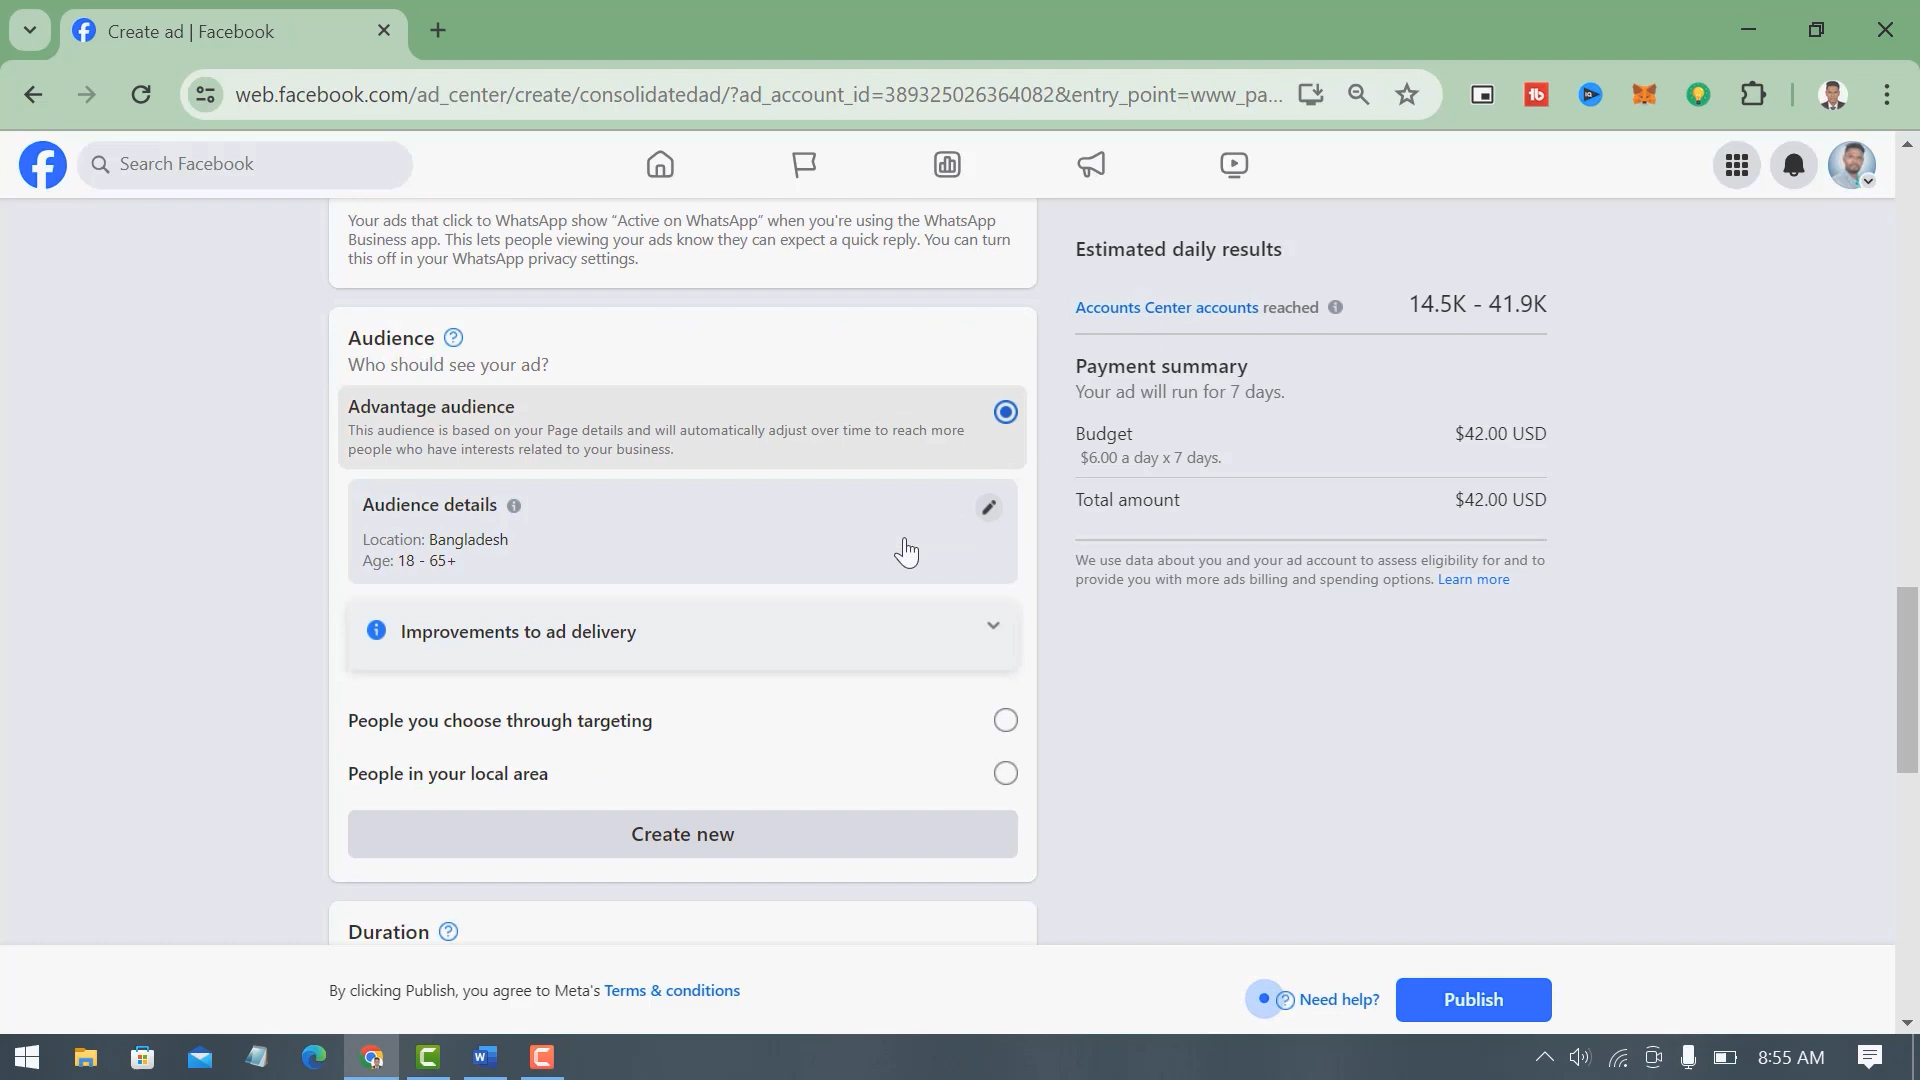 Create ad | Facebook
web.facebook.com/ad_center/create/consolidatedad/?ad_account_id=389325026364082&entry_point=www_pa...
Search Facebook
Your ads that click to WhatsApp show “Active on WhatsApp” when you're using the WhatsApp
Business app. This lets people viewing your ads know they can expect a quick reply. You can turn
this off in your WhatsApp privacy settings.
Audience
Who should see your ad?
Advantage audience
This audience is based on your Page details and will automatically adjust over time to reach more
people who have interests related to your business.
Audience details
Location: Bangladesh
Age: 18 - 65+
Improvements to ad delivery
People you choose through targeting
People in your local area
Create new
Duration
Estimated daily results
Accounts Center accounts reached 14.5K - 41.9K
Payment summary
Your ad will run for 7 days.
Budget $42.00 USD
$6.00 a day x 7 days.
Total amount $42.00 USD
We use data about you and your ad account to assess eligibility for and to
provide you with more ads billing and spending options. Learn more
By clicking Publish, you agree to Meta's Terms & conditions
Need help?
Publish
8:55 AM